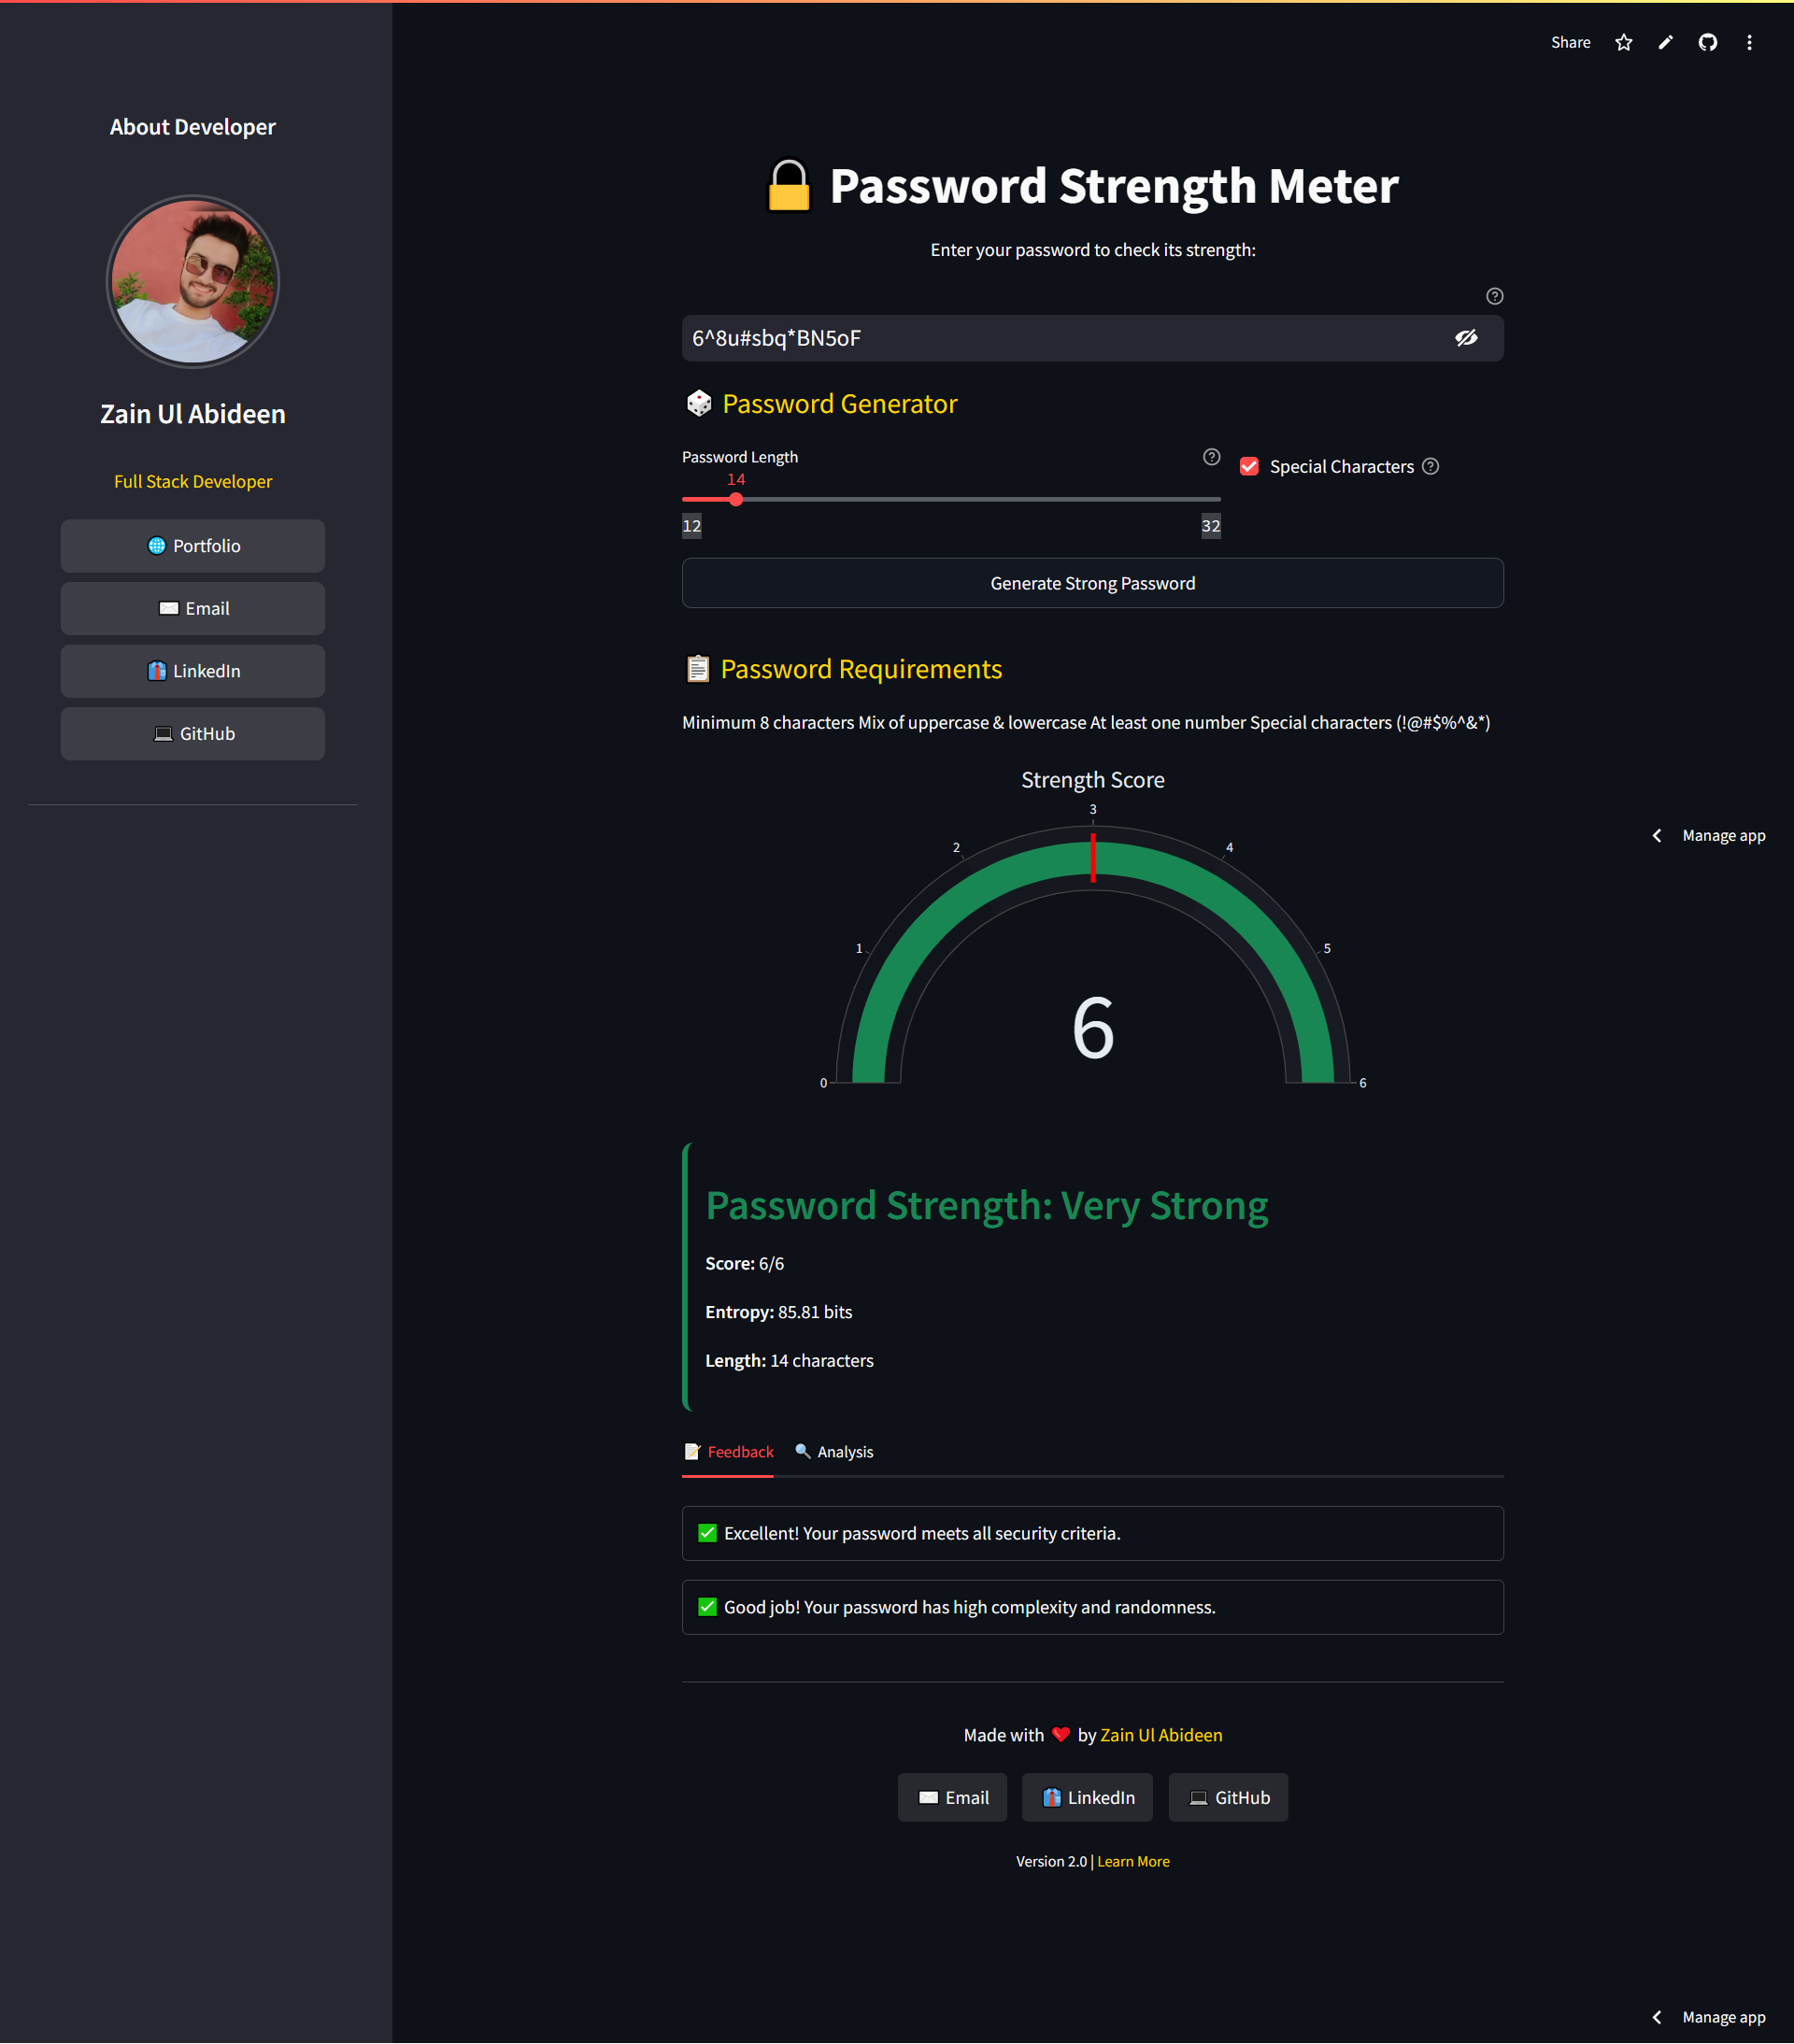 Share
About Developer
Zain Ul Abideen
Full Stack Developer
🌐 Portfolio
✉️ Email
👔 LinkedIn
💻 GitHub
🔒 Password Strength Meter
Enter your password to check its strength:
6^8u#sbq*BN5oF
🎲 Password Generator
Password Length
14
12 32
Special Characters
Generate Strong Password
📋 Password Requirements
Minimum 8 characters Mix of uppercase & lowercase At least one number Special characters (!@#$%^&*)
Strength Score
0
1
2
3
4
5
6
6
Manage app
Password Strength: Very Strong
Score: 6/6
Entropy: 85.81 bits
Length: 14 characters
📝 Feedback 🔍 Analysis
✅ Excellent! Your password meets all security criteria.
✅ Good job! Your password has high complexity and randomness.
Made with ❤️ by Zain Ul Abideen
✉️ Email 👔 LinkedIn 💻 GitHub
Version 2.0 | Learn More
Manage app